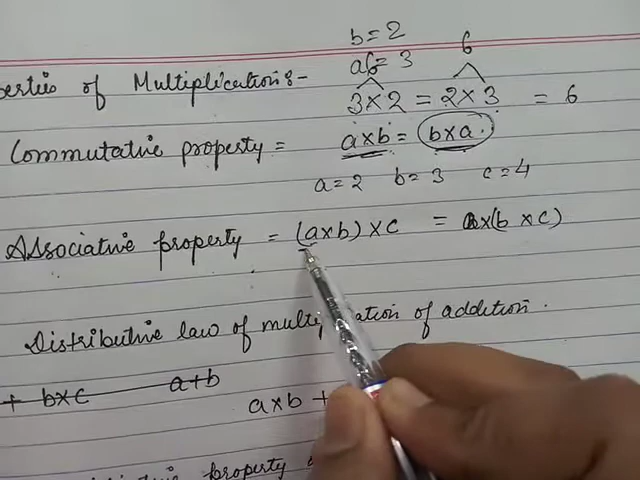 b = 2
6
a = 3
Properties of Multiplication:-
3 × 2 = 2 × 3 = 6
Commutative property = a×b = (b×a.)
a = 2 b = 3 c = 4
Associative property = (a×b) × c = a×(b × c)
Distributive law of multiplication of addition.
+ b×c a+b
a×b +
property